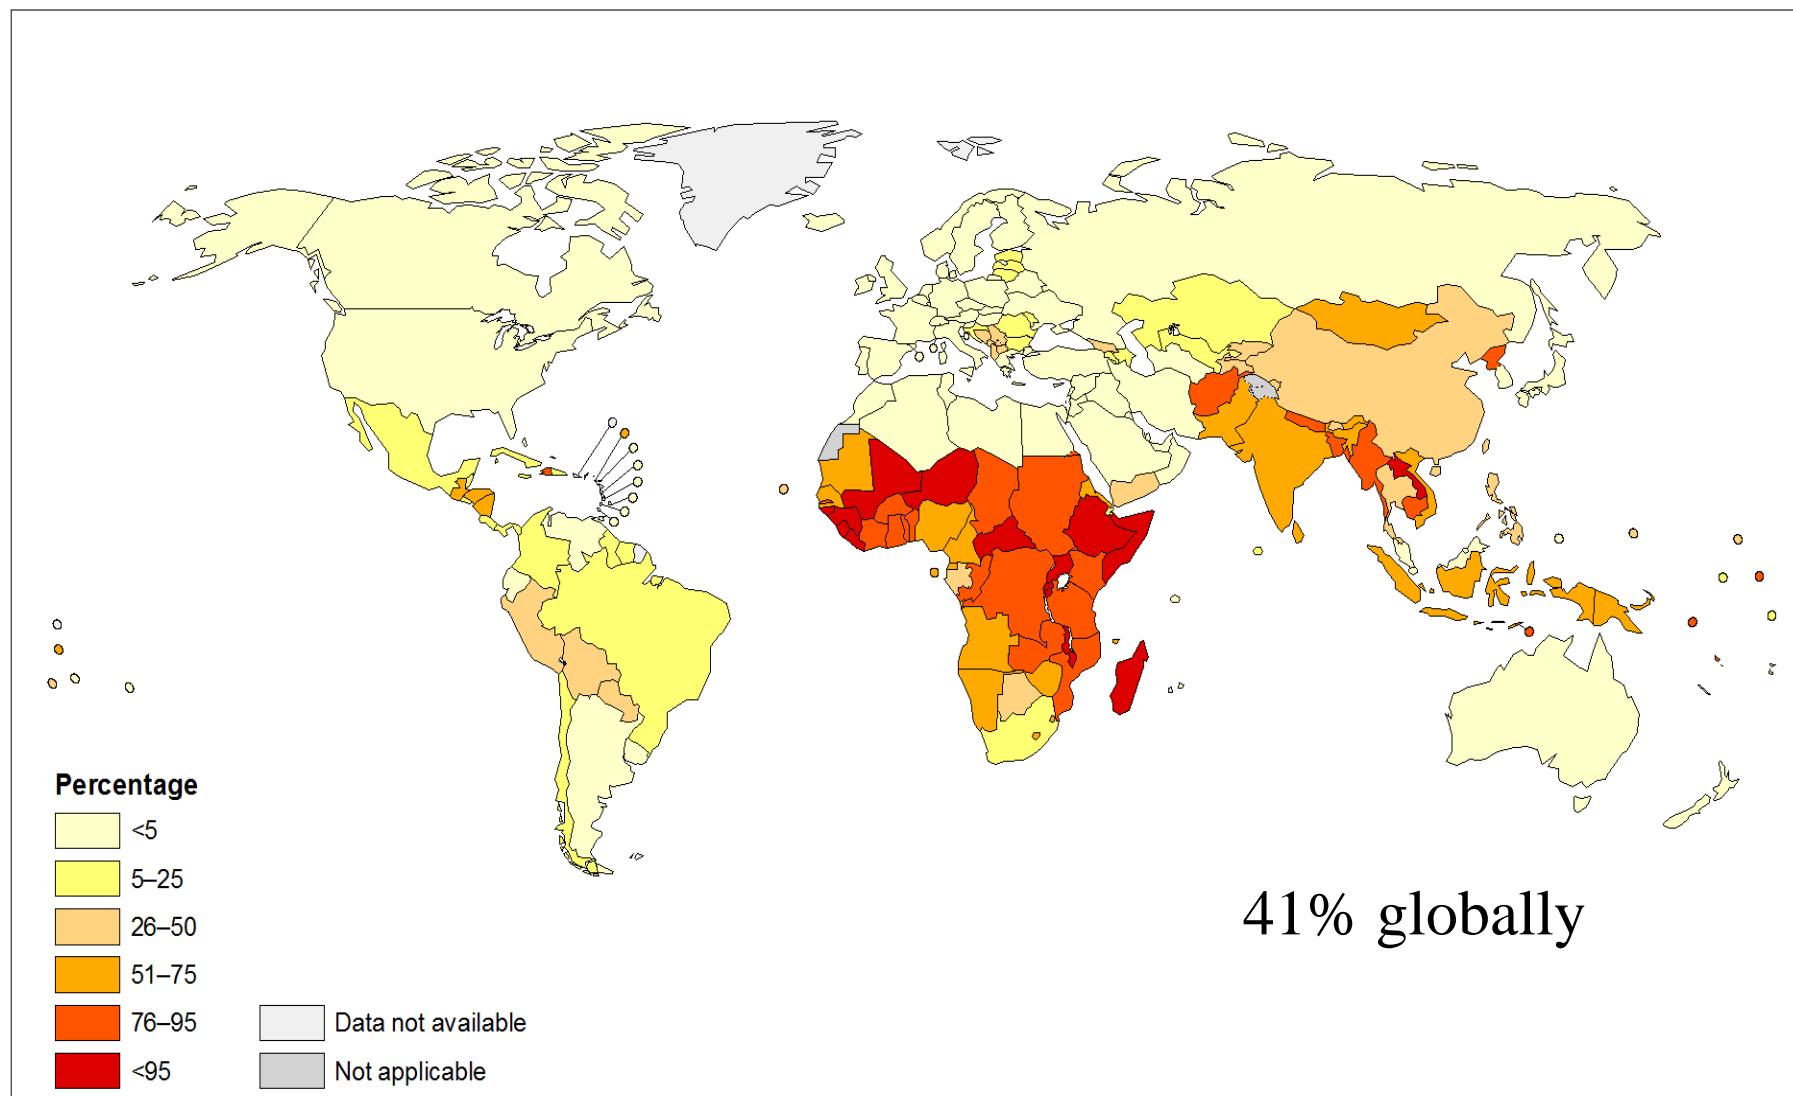 41% globally
Percentage
<5
5–25
26–50
51–75
76–95
<95
Data not available
Not applicable